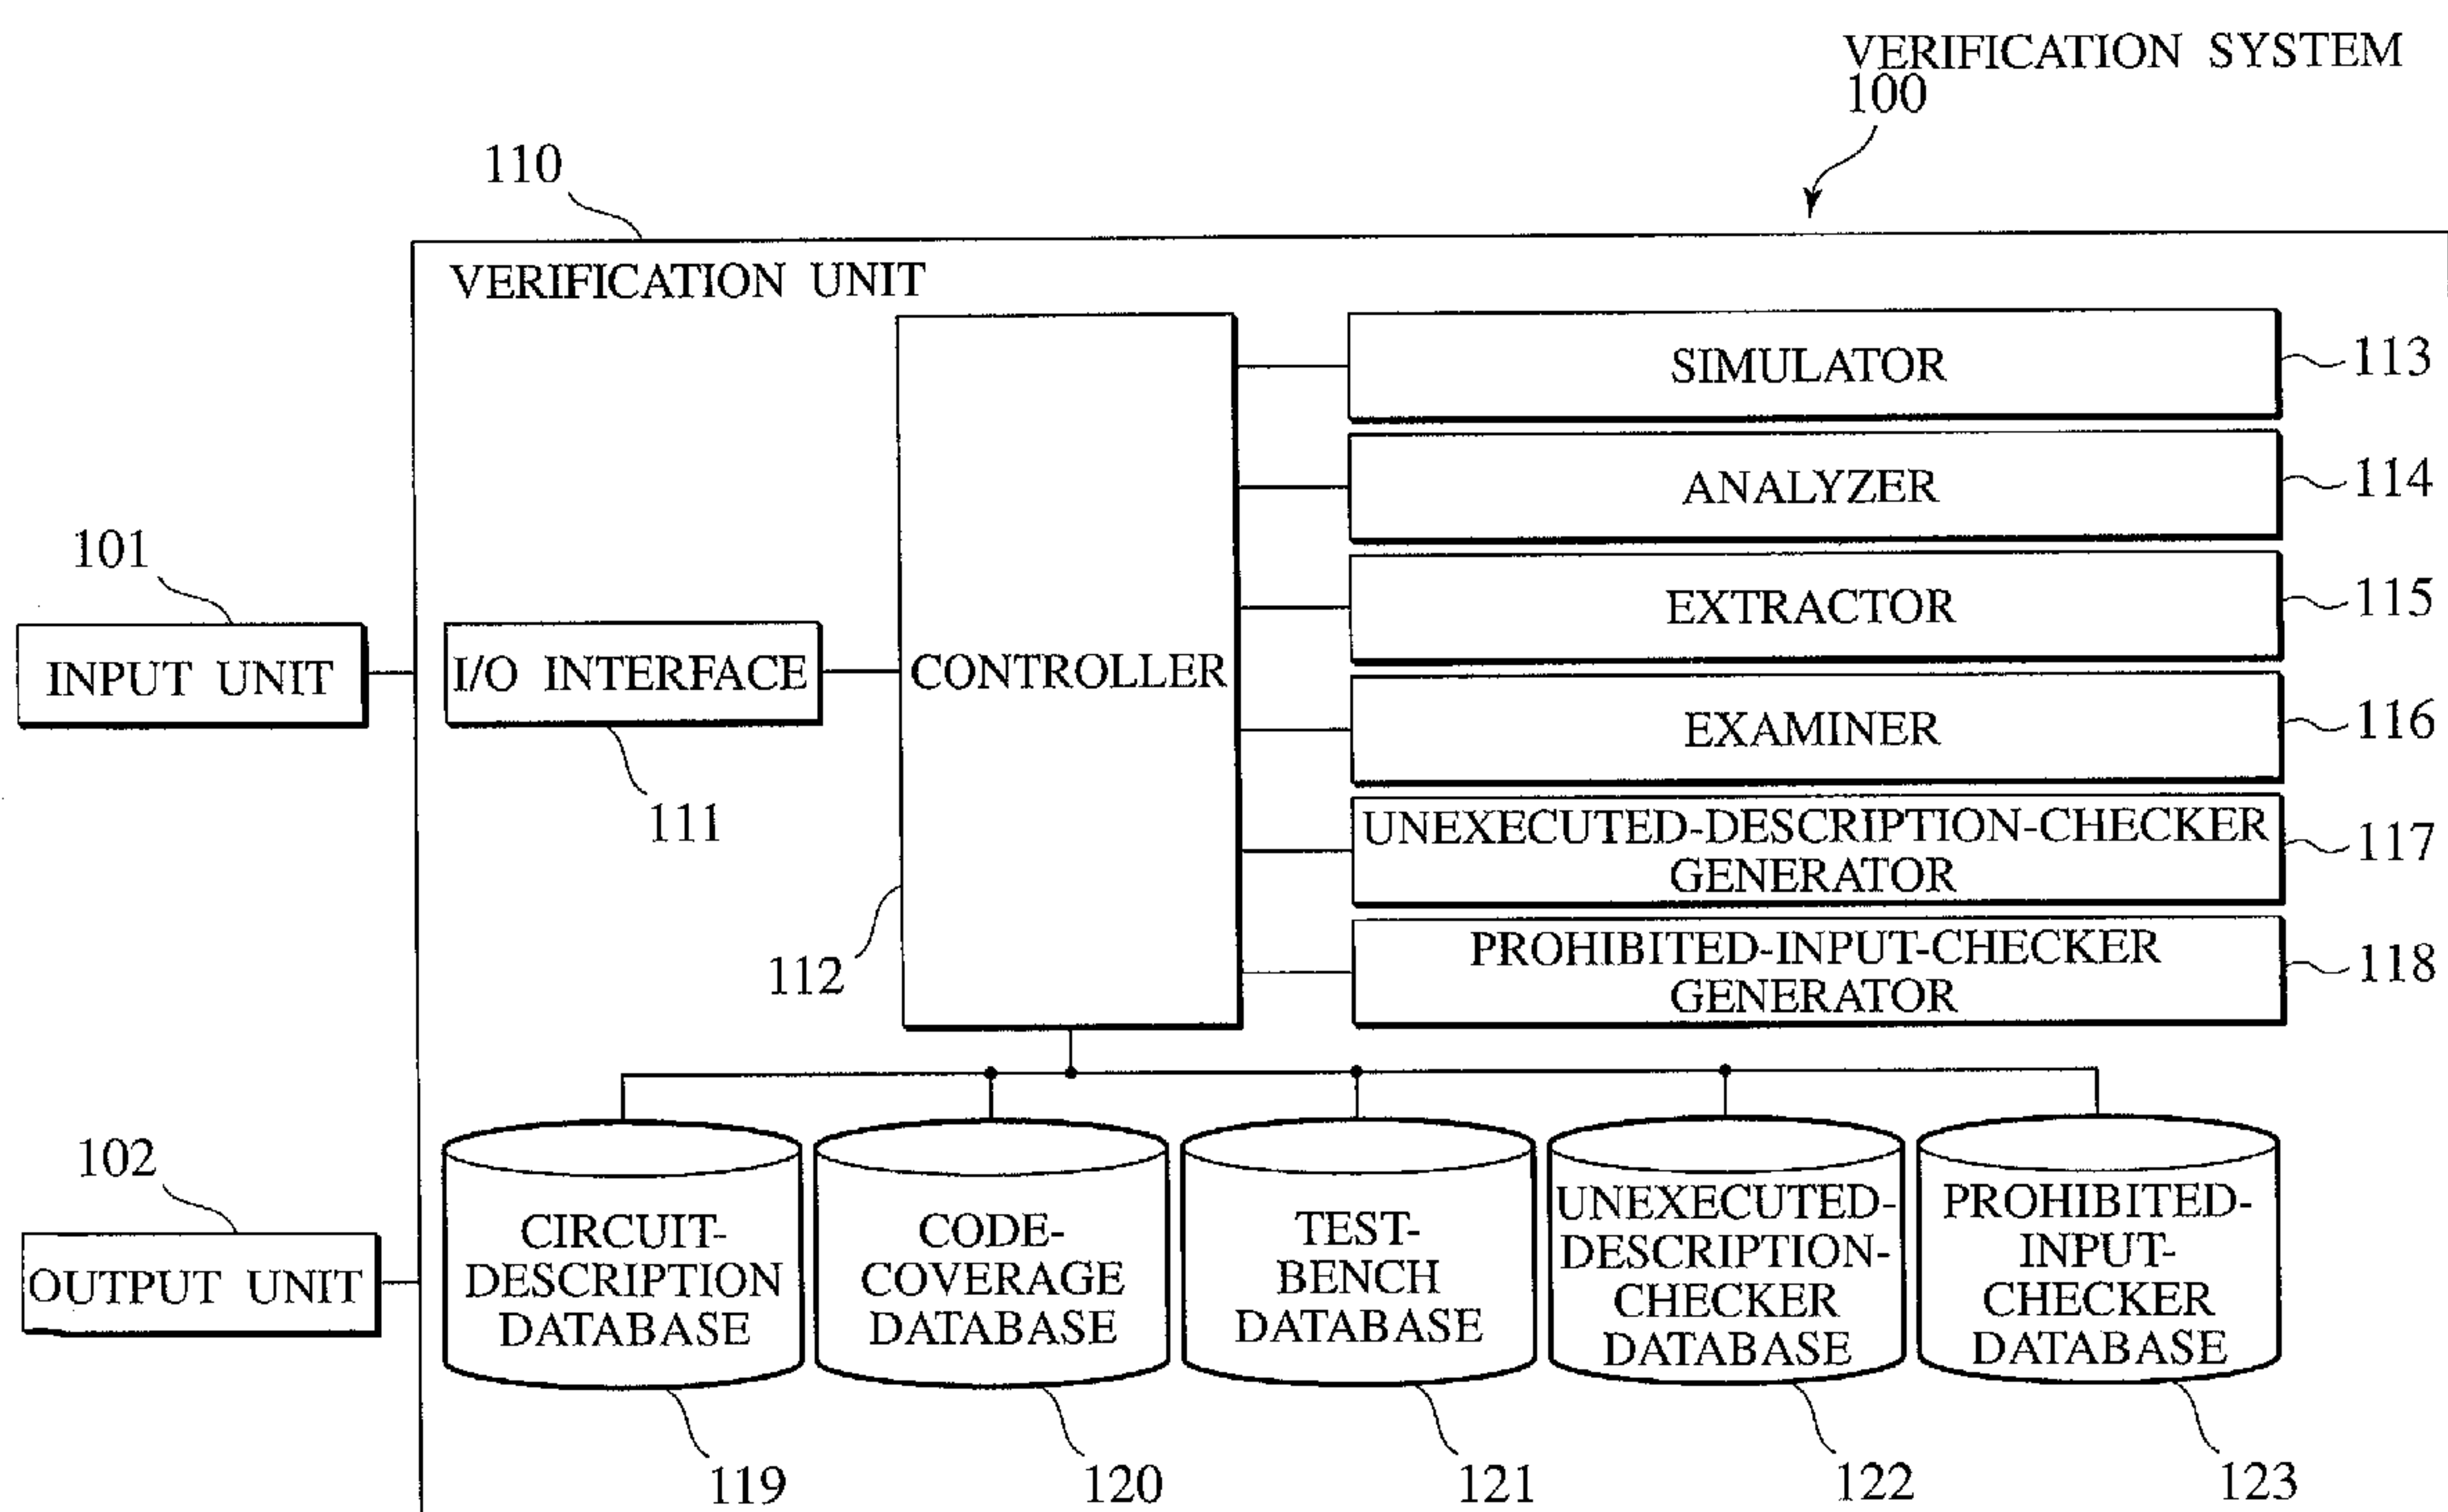 VERIFICATION SYSTEM
100
110
VERIFICATION UNIT
SIMULATOR
113
ANALYZER
114
101
EXTRACTOR
115
INPUT UNIT
I/O INTERFACE
CONTROLLER
EXAMINER
116
111
UNEXECUTED-DESCRIPTION-CHECKER
GENERATOR
117
112
PROHIBITED-INPUT-CHECKER
GENERATOR
118
102
OUTPUT UNIT
CIRCUIT-
DESCRIPTION
DATABASE
CODE-
COVERAGE
DATABASE
TEST-
BENCH
DATABASE
UNEXECUTED-
DESCRIPTION-
CHECKER
DATABASE
PROHIBITED-
INPUT-
CHECKER
DATABASE
119
120
121
122
123